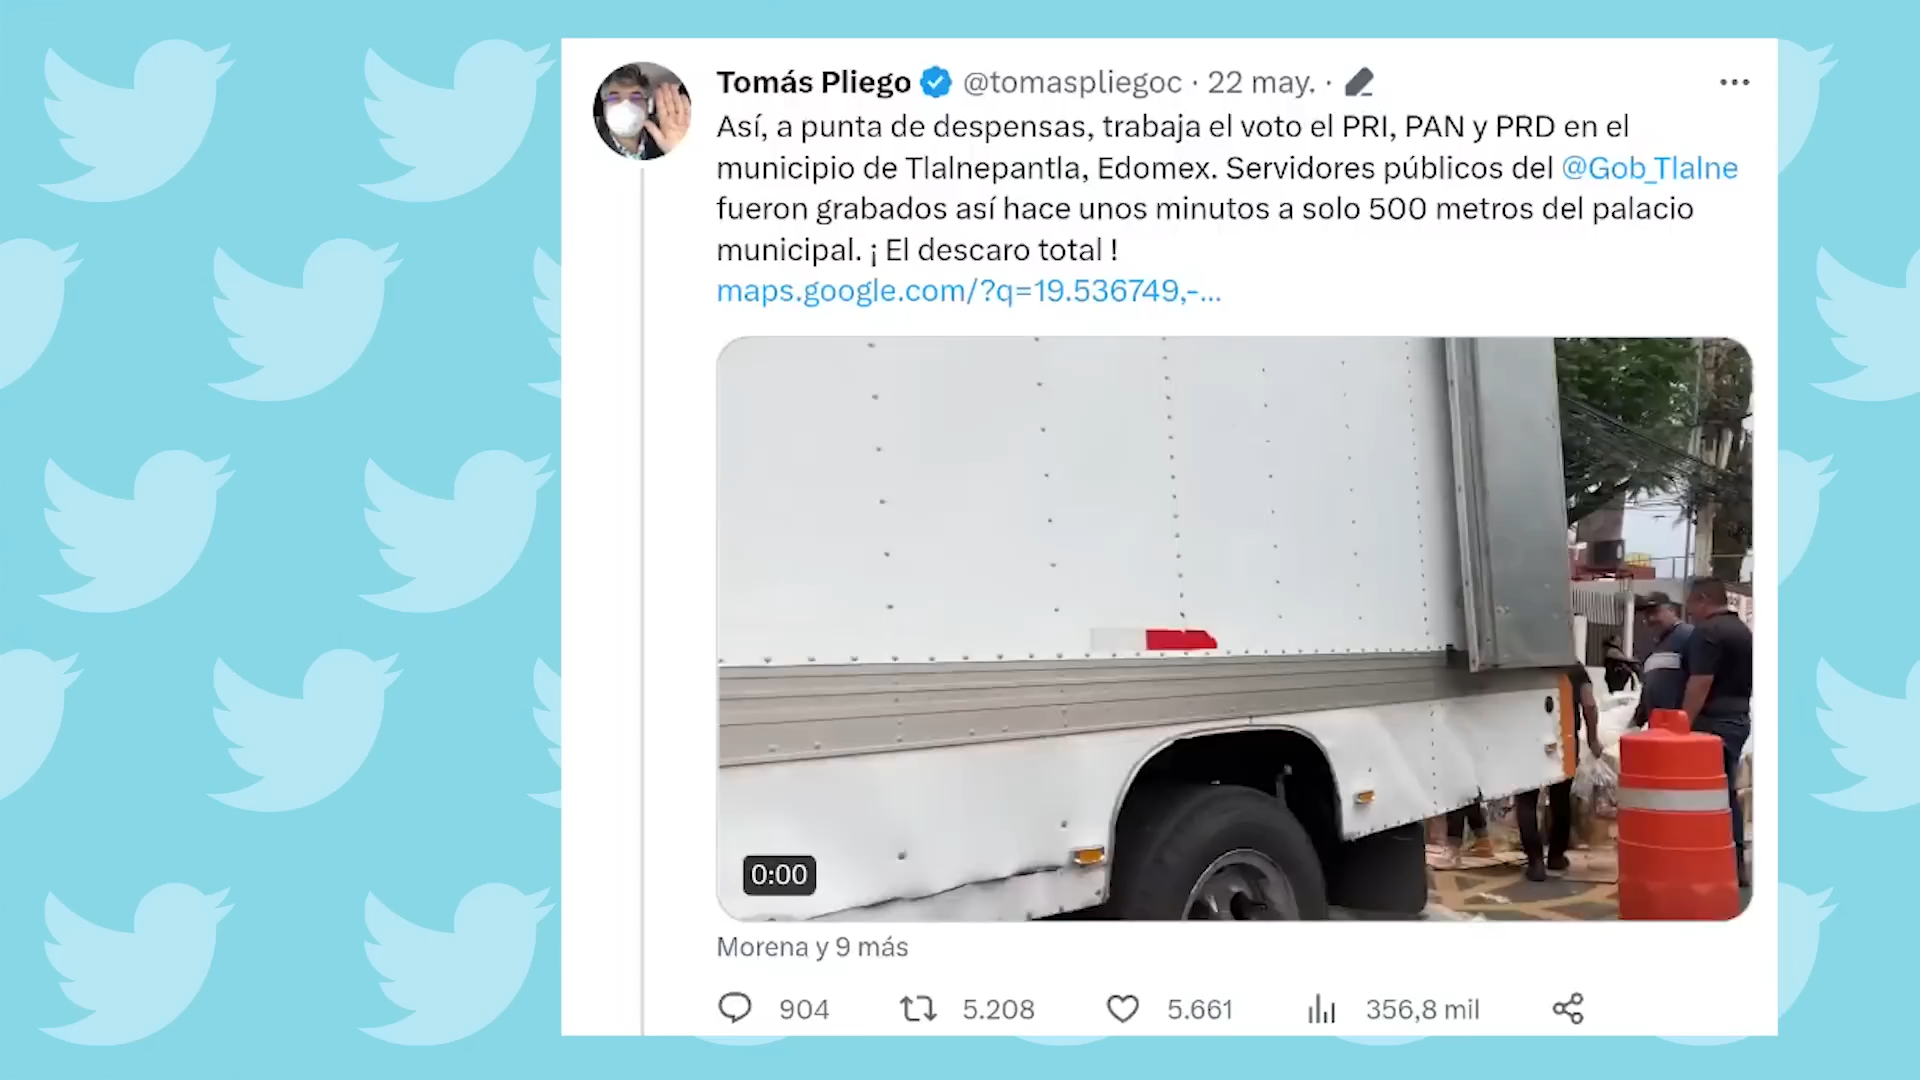 Tomás Pliego @tomaspliegoc · 22 may. ·
Así, a punta de despensas, trabaja el voto el PRI, PAN y PRD en el
municipio de Tlalnepantla, Edomex. Servidores públicos del @Gob_Tlalne
fueron grabados así hace unos minutos a solo 500 metros del palacio
municipal. ¡ El descaro total !
maps.google.com/?q=19.536749,-...
0:00
Morena y 9 más
904 5.208 5.661 356,8 mil